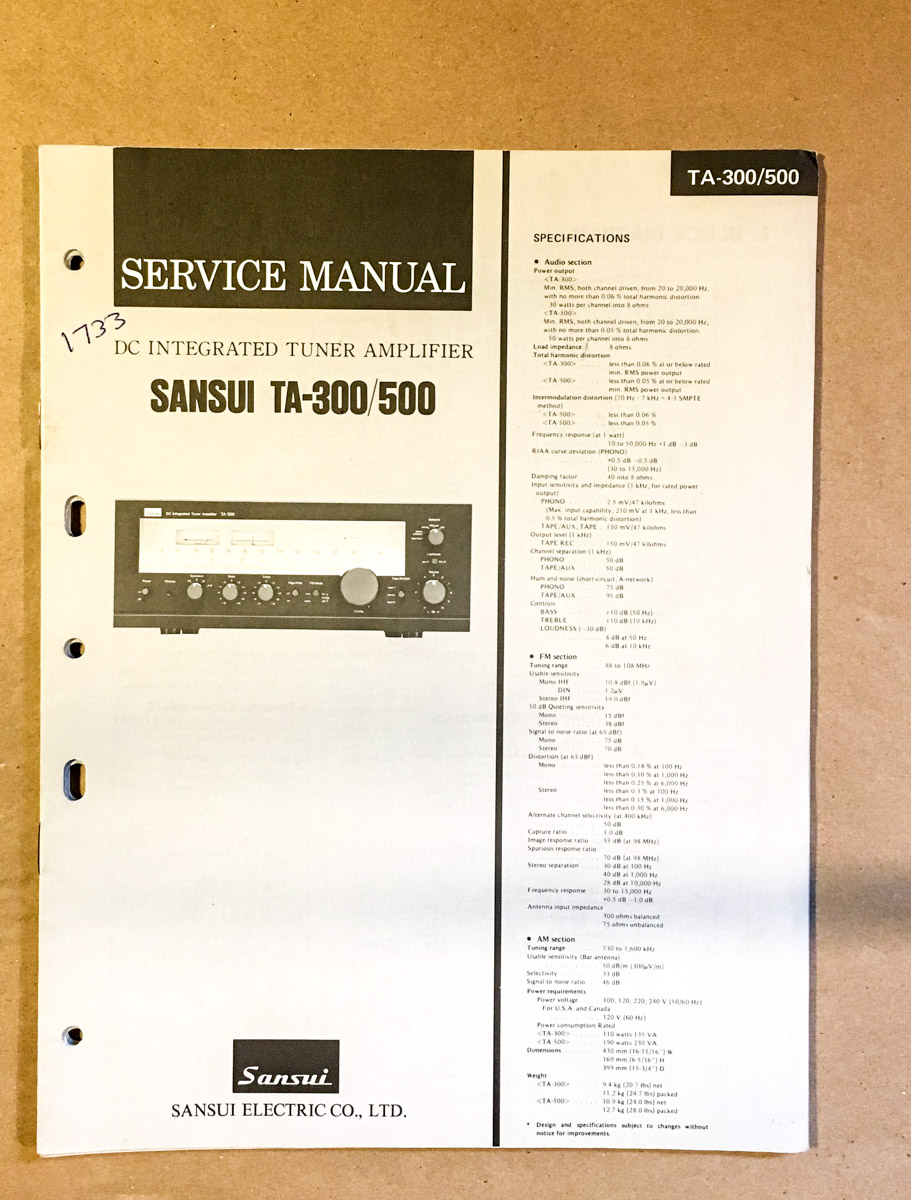 SERVICE MANUAL
1733
DC INTEGRATED TUNER AMPLIFIER
SANSUI TA-300/500
DC Integrated Tuner Amplifier TA-300
Sansui
SANSUI ELECTRIC CO., LTD.
TA-300/500
SPECIFICATIONS
• Audio section
Power output
<TA-300>
Min. RMS, both channel driven, from 20 to 20,000 Hz,
with no more than 0.06 % total harmonic distortion.
30 watts per channel into 8 ohms
<TA-500>
Min. RMS, both channel driven, from 20 to 20,000 Hz,
with no more than 0.05 % total harmonic distortion.
50 watts per channel into 8 ohms
Load impedance 8 ohms
Total harmonic distortion
<TA-300> less than 0.06 % at or below rated
min. RMS power output
<TA-500> less than 0.05 % at or below rated
min. RMS power output
Intermodulation distortion (70 Hz : 7 kHz = 4:1 SMPTE
method)
<TA-300> less than 0.06 %
<TA-500> less than 0.05 %
Frequency response (at 1 watt)
10 to 50,000 Hz +1 dB -3 dB
RIAA curve deviation (PHONO)
+0.5 dB -0.5 dB
(30 to 15,000 Hz)
Damping factor 40 into 8 ohms
Input sensitivity and impedance (1 kHz, for rated power
output)
PHONO 2.5 mV/47 kilohms
(Max. input capability, 210 mV at 1 kHz, less than
0.5 % total harmonic distortion)
TAPE/AUX, TAPE 150 mV/47 kilohms
Output level (1 kHz)
TAPE REC 150 mV/47 kilohms
Channel separation (1 kHz)
PHONO 50 dB
TAPE/AUX 50 dB
Hum and noise (short-circuit, A-network)
PHONO 75 dB
TAPE/AUX 95 dB
Controls
BASS ±10 dB (50 Hz)
TREBLE ±10 dB (10 kHz)
LOUDNESS (-30 dB)
8 dB at 50 Hz
6 dB at 10 kHz
• FM section
Tuning range 88 to 108 MHz
Usable sensitivity
Mono IHF 10.8 dBf (1.9μV)
DIN 1.2μV
Stereo IHF 19.0 dBf
50 dB Quieting sensitivity
Mono 15 dBf
Stereo 38 dBf
Signal to noise ratio (at 65 dBf)
Mono 75 dB
Stereo 70 dB
Distortion (at 65 dBf)
Mono less than 0.18 % at 100 Hz
less than 0.10 % at 1,000 Hz
less than 0.25 % at 6,000 Hz
Stereo less than 0.3 % at 100 Hz
less than 0.15 % at 1,000 Hz
less than 0.30 % at 6,000 Hz
Alternate channel selectivity (at 400 kHz)
50 dB
Capture ratio 1.0 dB
Image response ratio 55 dB (at 98 MHz)
Spurious response ratio
70 dB (at 98 MHz)
Stereo separation 30 dB at 100 Hz
40 dB at 1,000 Hz
28 dB at 10,000 Hz
Frequency response 30 to 15,000 Hz
+0.5 dB -1.0 dB
Antenna input impedance
300 ohms balanced
75 ohms unbalanced
• AM section
Tuning range 530 to 1,600 kHz
Usable sensitivity (Bar antenna)
50 dB/m (300μV/m)
Selectivity 33 dB
Signal to noise ratio 46 dB
Power requirements
Power voltage 100, 120, 220, 240 V (50/60 Hz)
For U.S.A. and Canada
120 V (60 Hz)
Power consumption Rated
<TA-300> 110 watts 135 VA
<TA-500> 190 watts 230 VA
Dimensions 430 mm (16-15/16") W
160 mm (6-5/16") H
399 mm (15-3/4") D
Weight
<TA-300> 9.4 kg (20.7 lbs) net
11.2 kg (24.7 lbs) packed
<TA-500> 10.9 kg (24.0 lbs) net
12.7 kg (28.0 lbs) packed
* Design and specifications subject to changes without
notice for improvements.